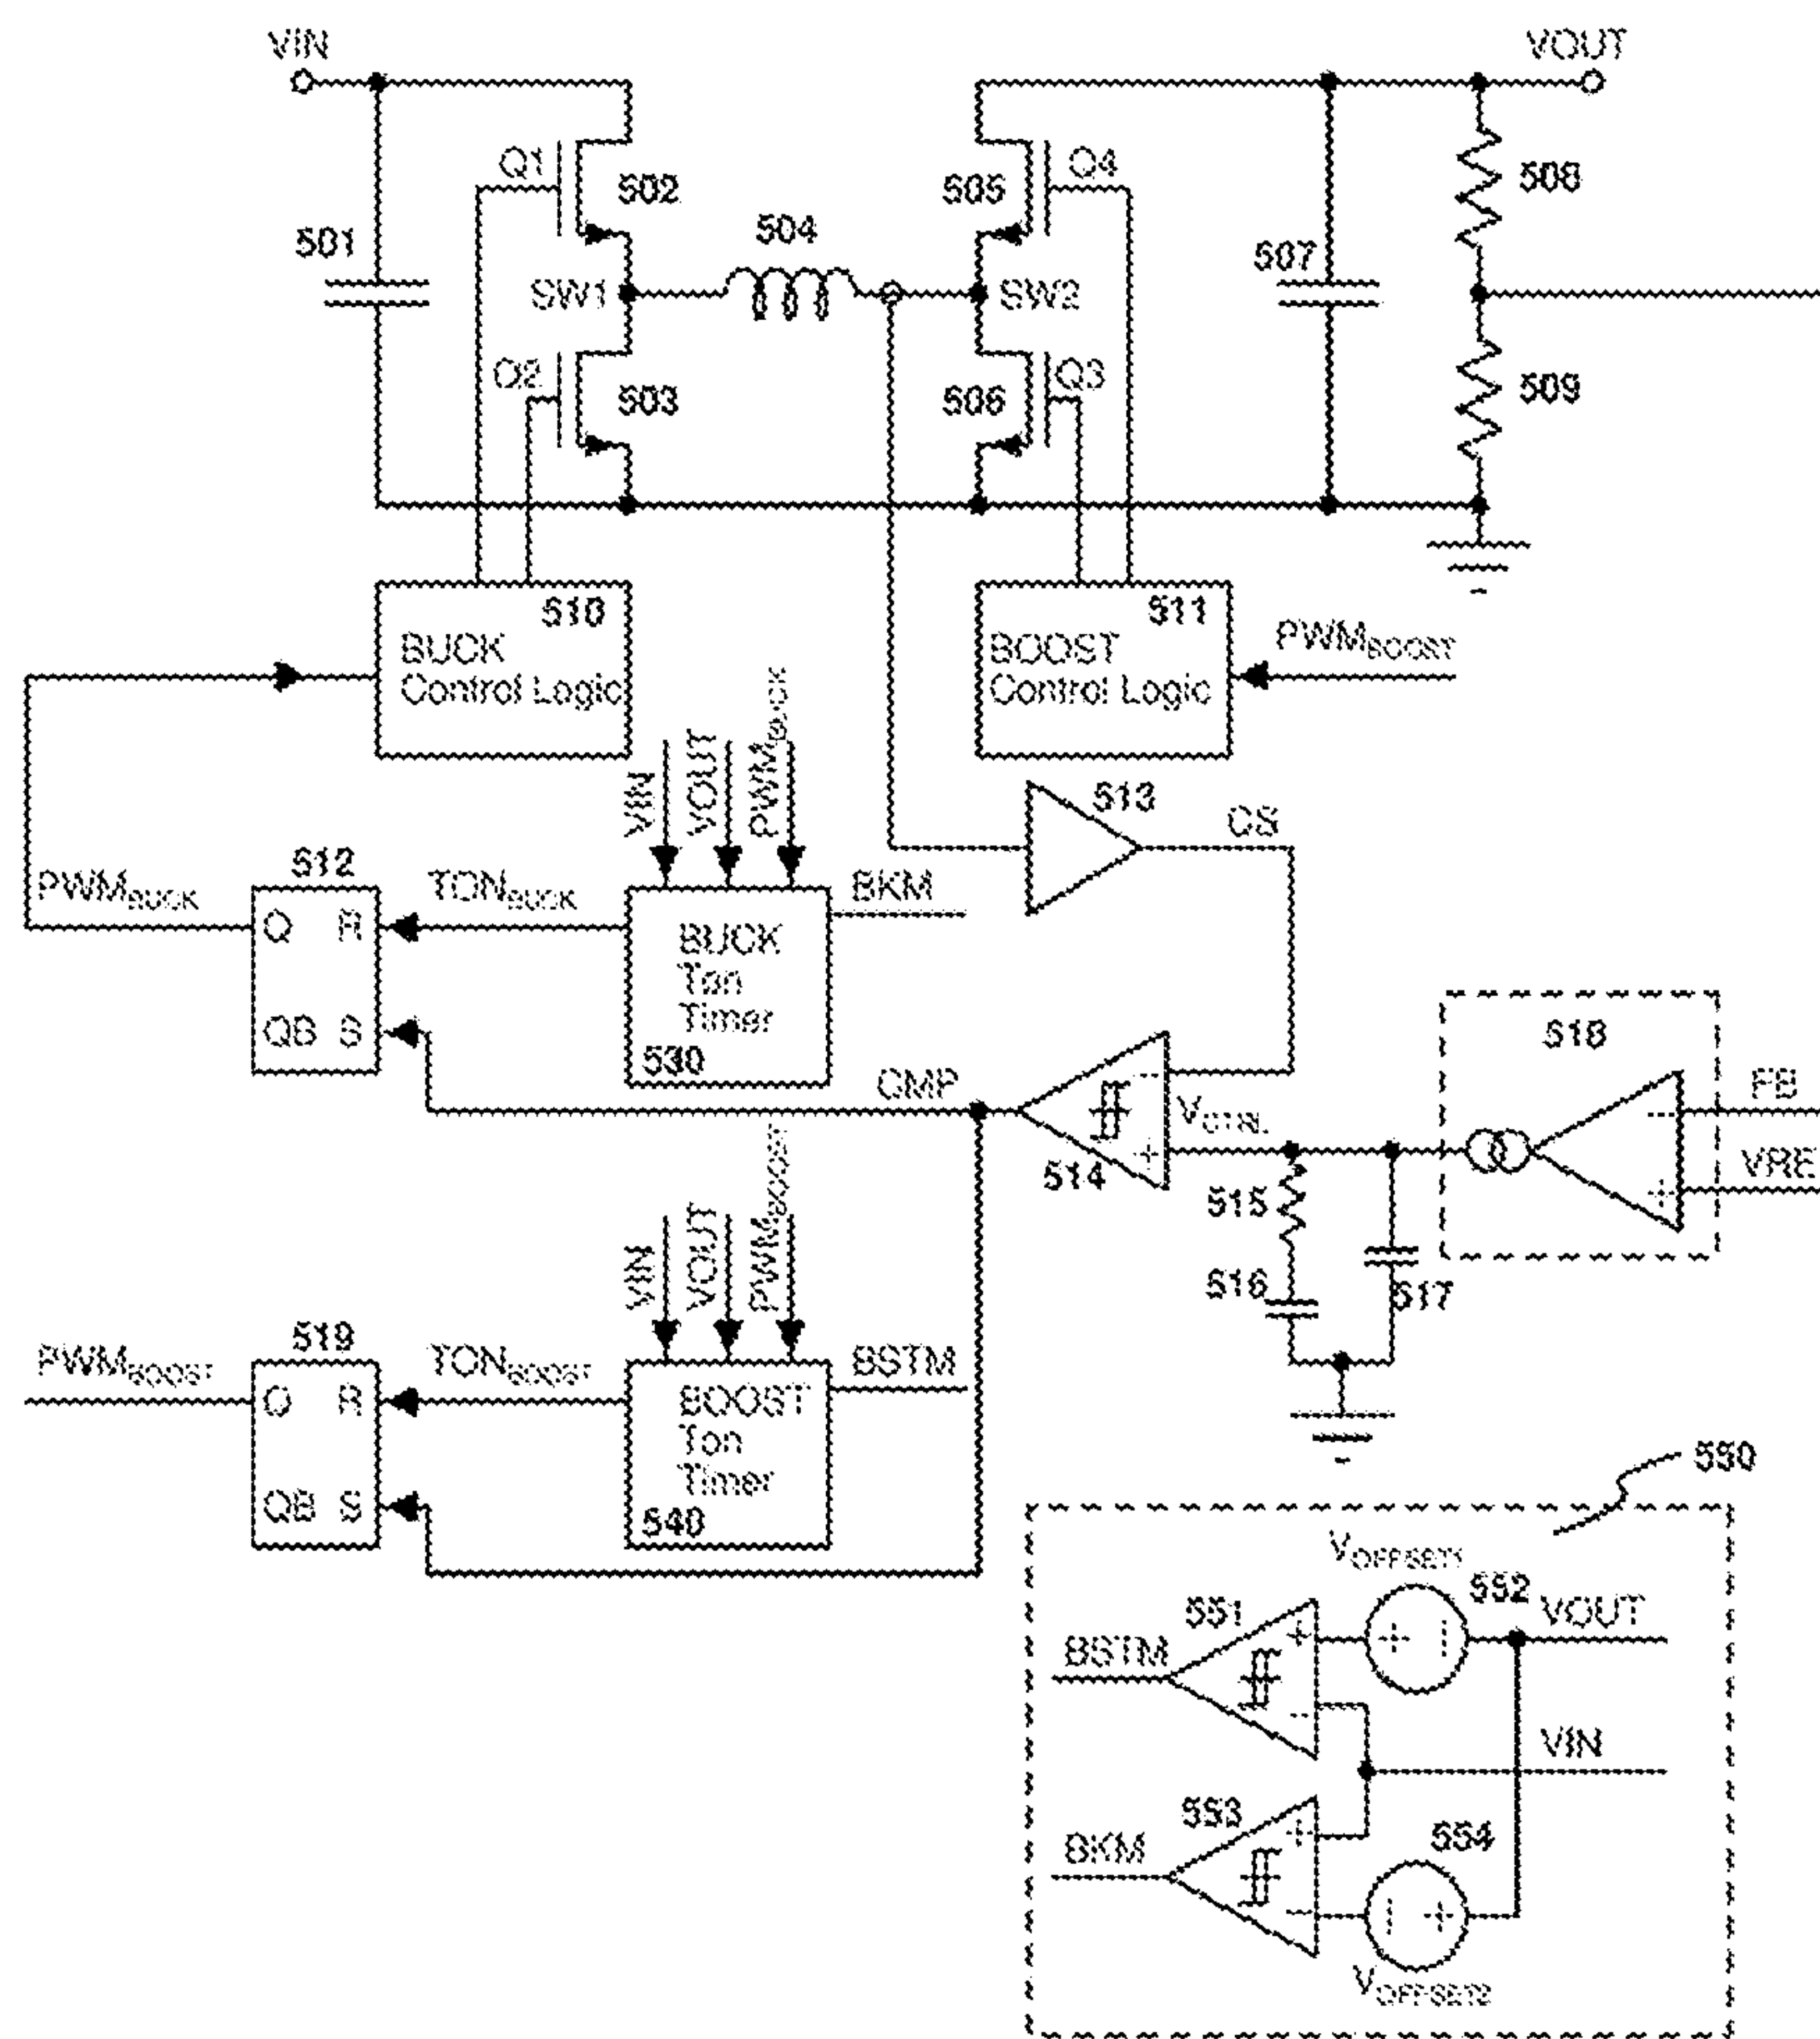 VIN
VOUT
Q1
502
505
Q4
508
501
504
507
SW1
SW2
Q2
503
506
Q3
509
510
BUCK
Control Logic
511
BOOST
Control Logic
PWMBOOST
VIN
VOUT
PWMBUCK
513
CS
512
PWMBUCK
TONBUCK
BKM
Q R
QB S
BUCK
Ton
Timer
530
518
FB
VRE
CMP
VCTRL
514
515
516
517
VIN
VOUT
PWMBOOST
519
PWMBOOST
TONBOOST
BSTM
Q R
QB S
BOOST
Ton
Timer
540
550
VOFFSET1
552
VOUT
551
BSTM
+
-
+ -
VIN
553
554
BKM
+
-
- +
VOFFSET2